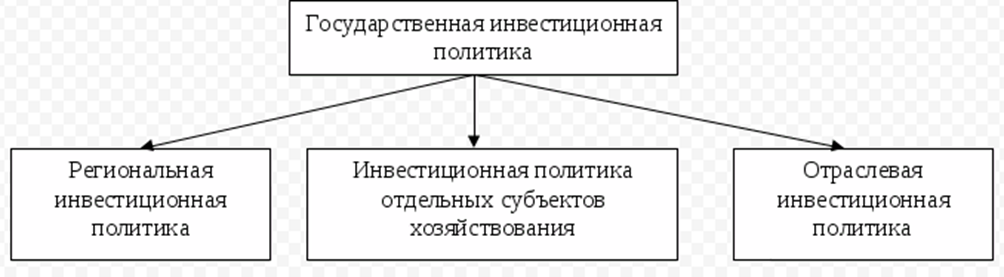 Государственная инвестиционная
политика
Региональная
инвестиционная
политика
Инвестиционная политика
отдельных субъектов
хозяйствования
Отраслевая
инвестиционная
политика